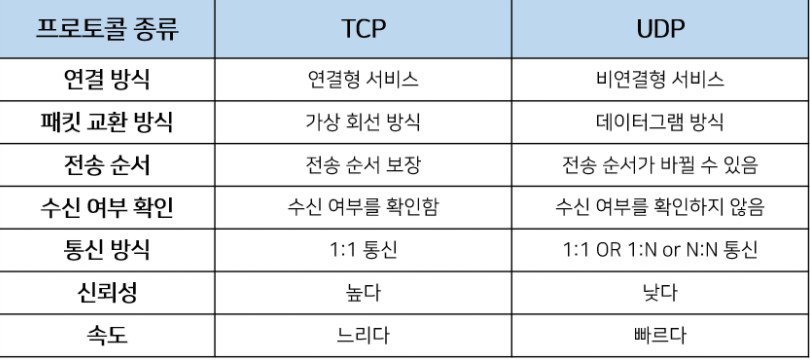 프로토콜 종류 TCP UDP
연결 방식 연결형 서비스 비연결형 서비스
패킷 교환 방식 가상 회선 방식 데이터그램 방식
전송 순서 전송 순서 보장 전송 순서가 바뀔 수 있음
수신 여부 확인 수신 여부를 확인함 수신 여부를 확인하지 않음
통신 방식 1:1 통신 1:1 OR 1:N or N:N 통신
신뢰성 높다 낮다
속도 느리다 빠르다